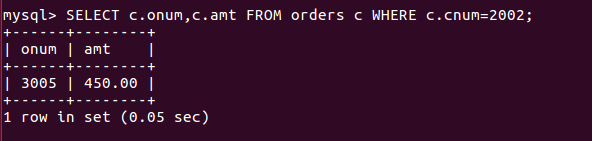 mysql> SELECT c.onum,c.amt FROM orders c WHERE c.cnum=2002;
+------+--------+
| onum | amt    |
+------+--------+
| 3005 | 450.00 |
+------+--------+
1 row in set (0.05 sec)